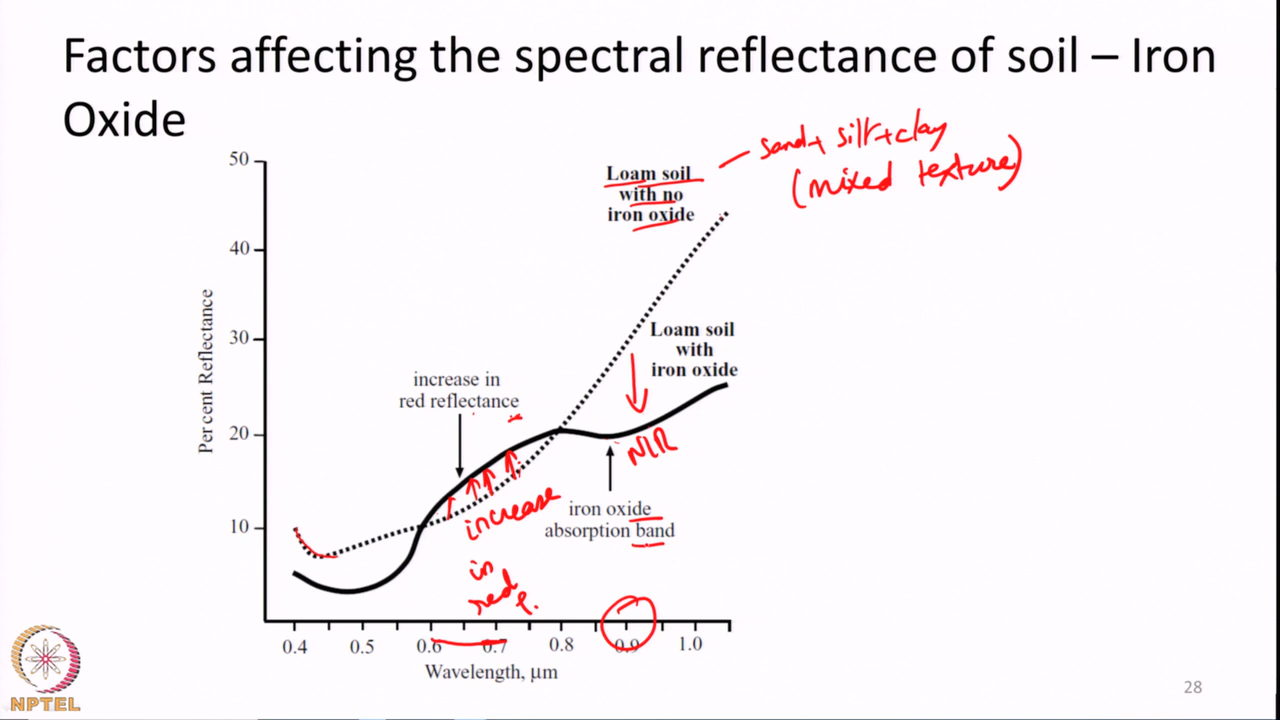 Factors affecting the spectral reflectance of soil – Iron
Oxide
sand + silt + clay
(mixed texture)
50
Loam soil
with no
iron oxide
40
30
Loam soil
with
iron oxide
Percent Reflectance
increase in
red reflectance
20
NIR
increase
in
red
iron oxide
absorption band
10
0.4 0.5 0.6 0.7 0.8 0.9 1.0
Wavelength, µm
NPTEL
28